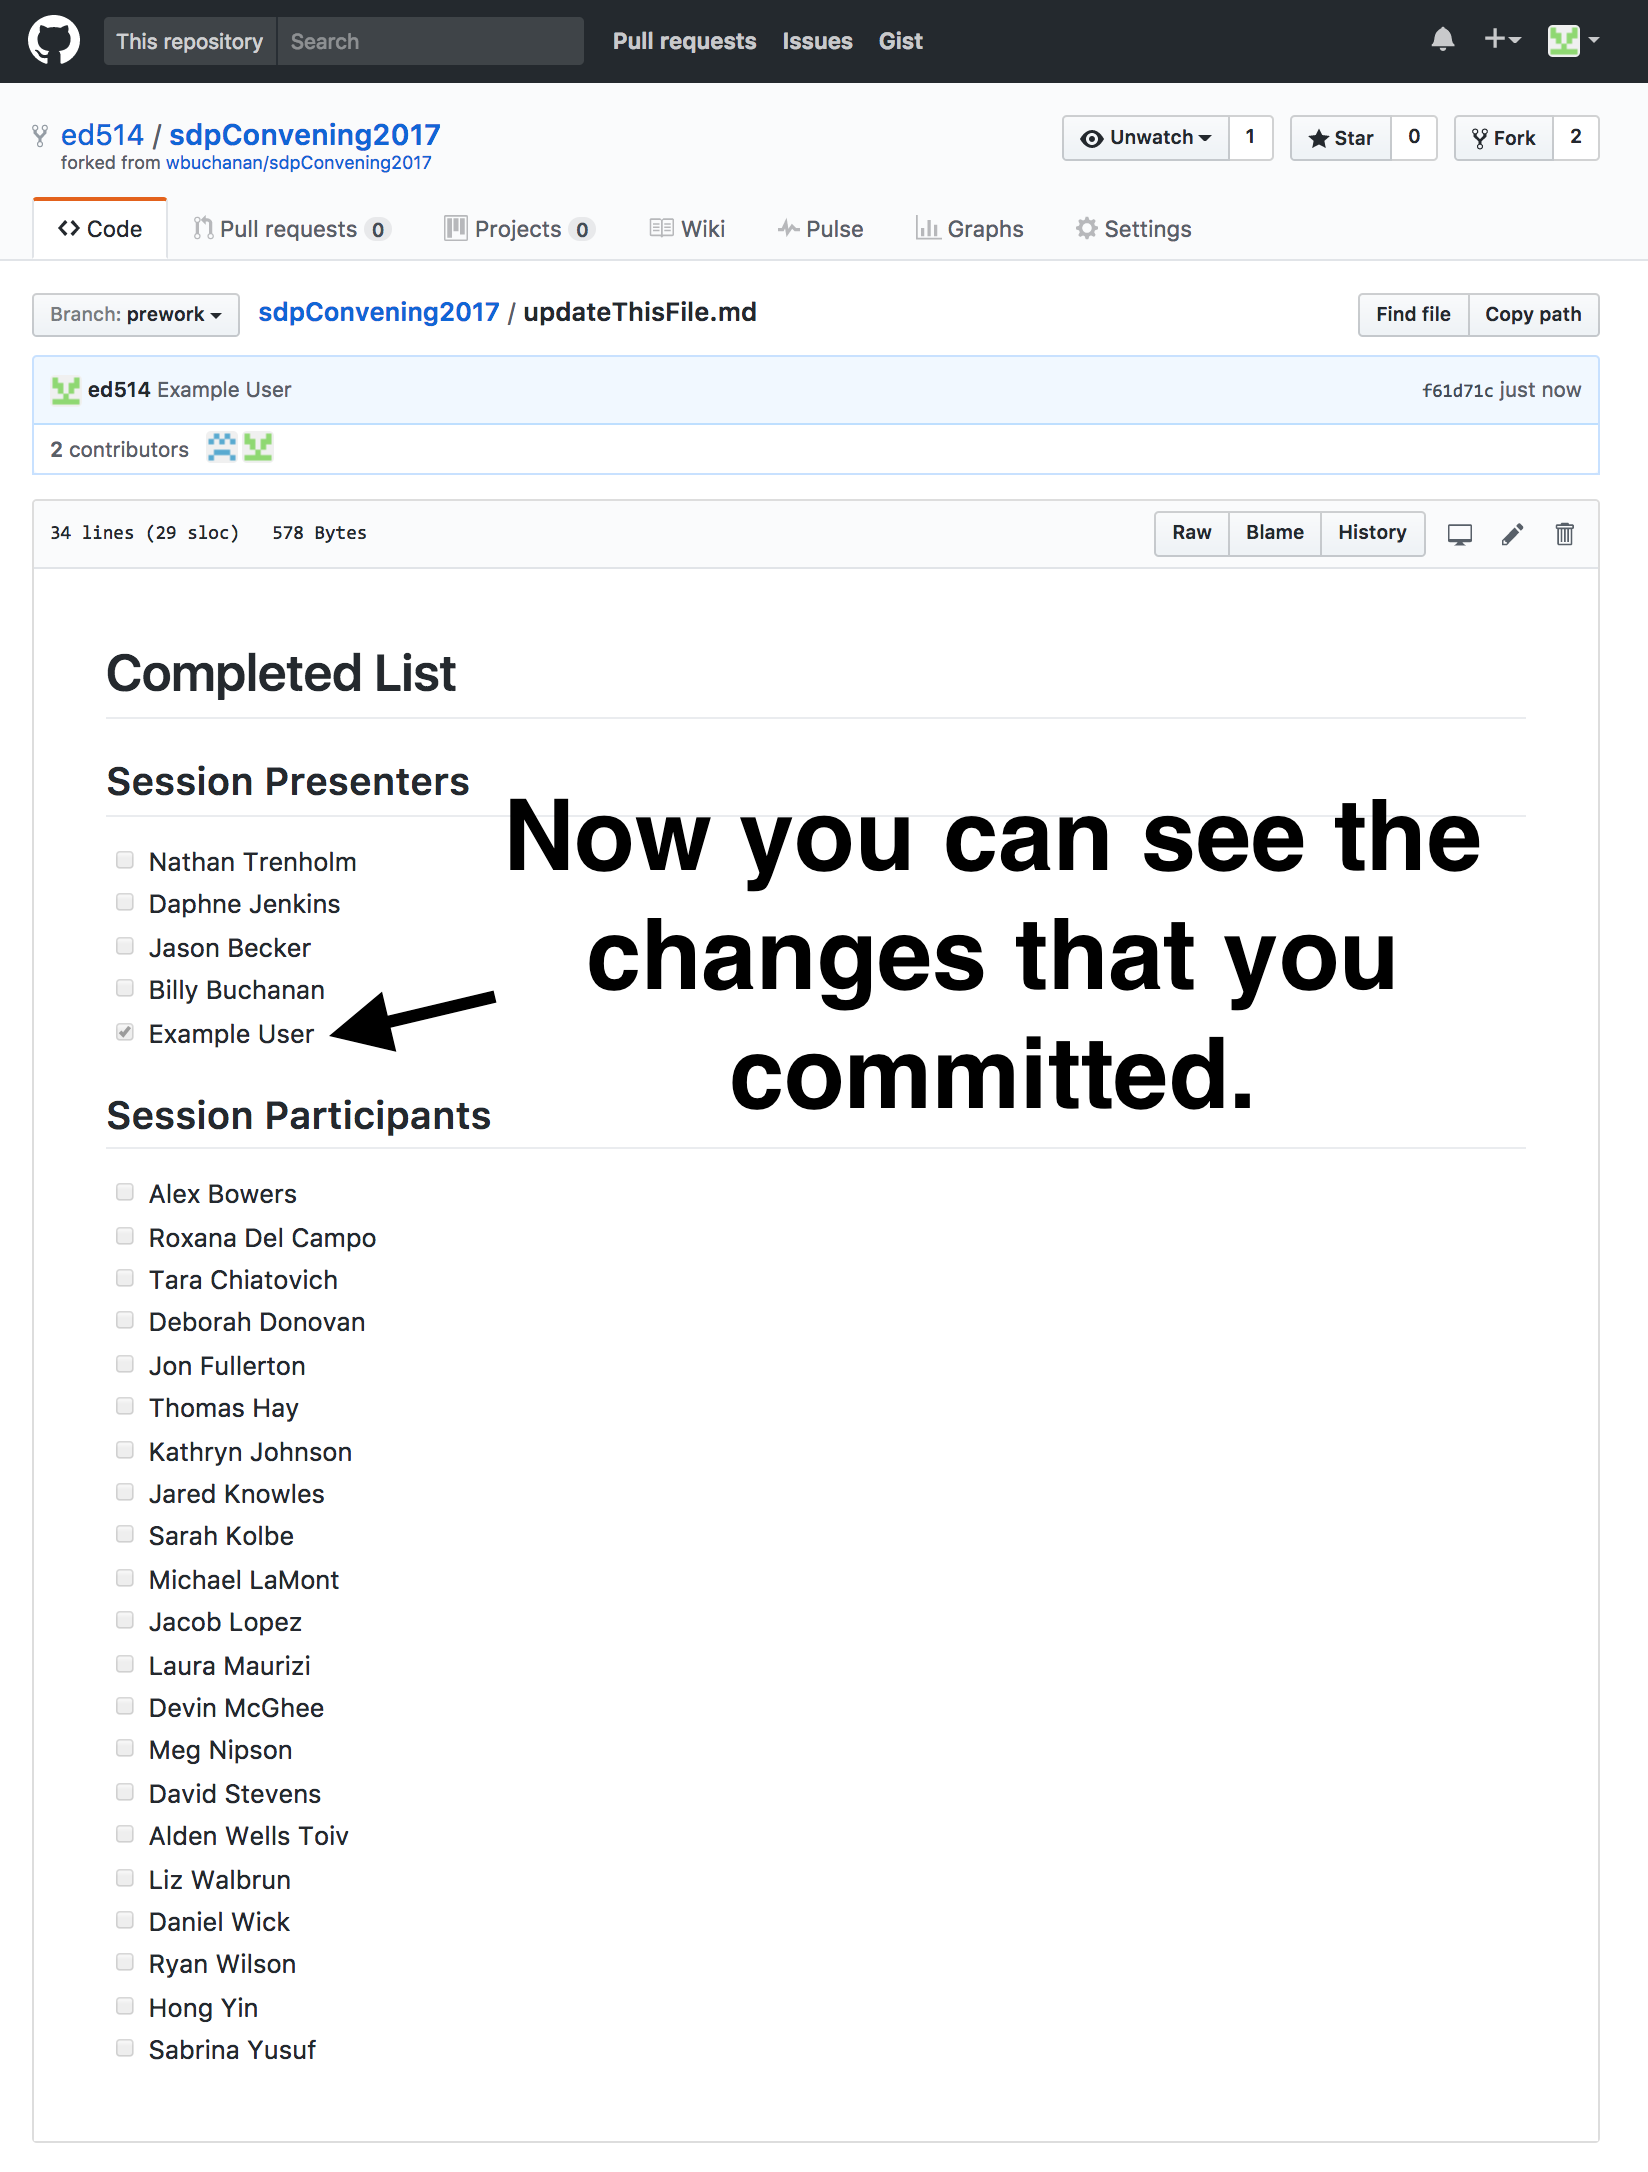 This repository Search Pull requests Issues Gist
ed514 / sdpConvening2017 Unwatch 1 Star 0 Fork 2
forked from wbuchanan/sdpConvening2017
Code Pull requests 0 Projects 0 Wiki Pulse Graphs Settings
Branch: prework sdpConvening2017 / updateThisFile.md Find file Copy path
ed514 Example User f61d71c just now
2 contributors
34 lines (29 sloc) 578 Bytes Raw Blame History
Completed List
Session Presenters
Nathan Trenholm
Daphne Jenkins
Jason Becker
Billy Buchanan
Example User
Now you can see the
changes that you
committed.
Session Participants
Alex Bowers
Roxana Del Campo
Tara Chiatovich
Deborah Donovan
Jon Fullerton
Thomas Hay
Kathryn Johnson
Jared Knowles
Sarah Kolbe
Michael LaMont
Jacob Lopez
Laura Maurizi
Devin McGhee
Meg Nipson
David Stevens
Alden Wells Toiv
Liz Walbrun
Daniel Wick
Ryan Wilson
Hong Yin
Sabrina Yusuf